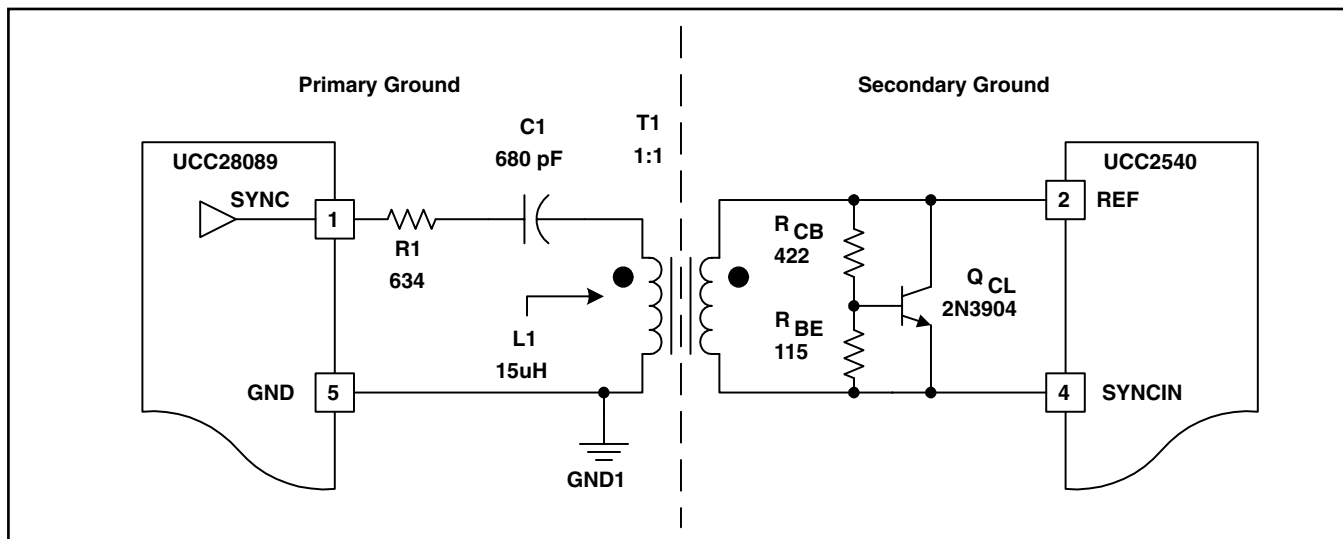 Primary Ground
Secondary Ground
C1
680 pF
T1
1:1
UCC28089
SYNC
1
R1
634
L1
15uH
GND
5
GND1
UCC2540
2
REF
R CB
422
Q CL
2N3904
R BE
115
4
SYNCIN